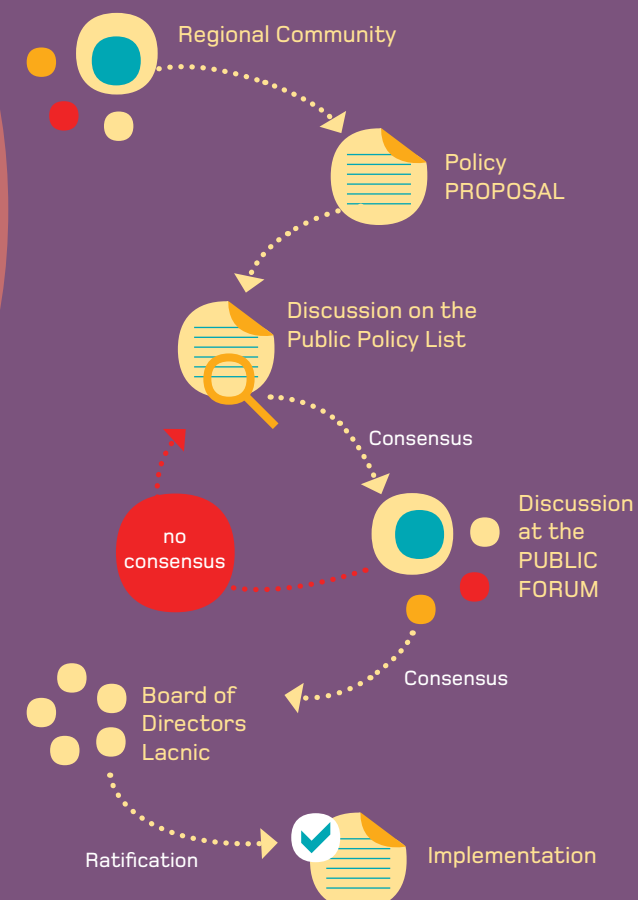 Regional Community
Policy
PROPOSAL
Discussion on the
Public Policy List
Consensus
Discussion
at the
PUBLIC
FORUM
no
consensus
Consensus
Board of
Directors
Lacnic
Ratification
Implementation